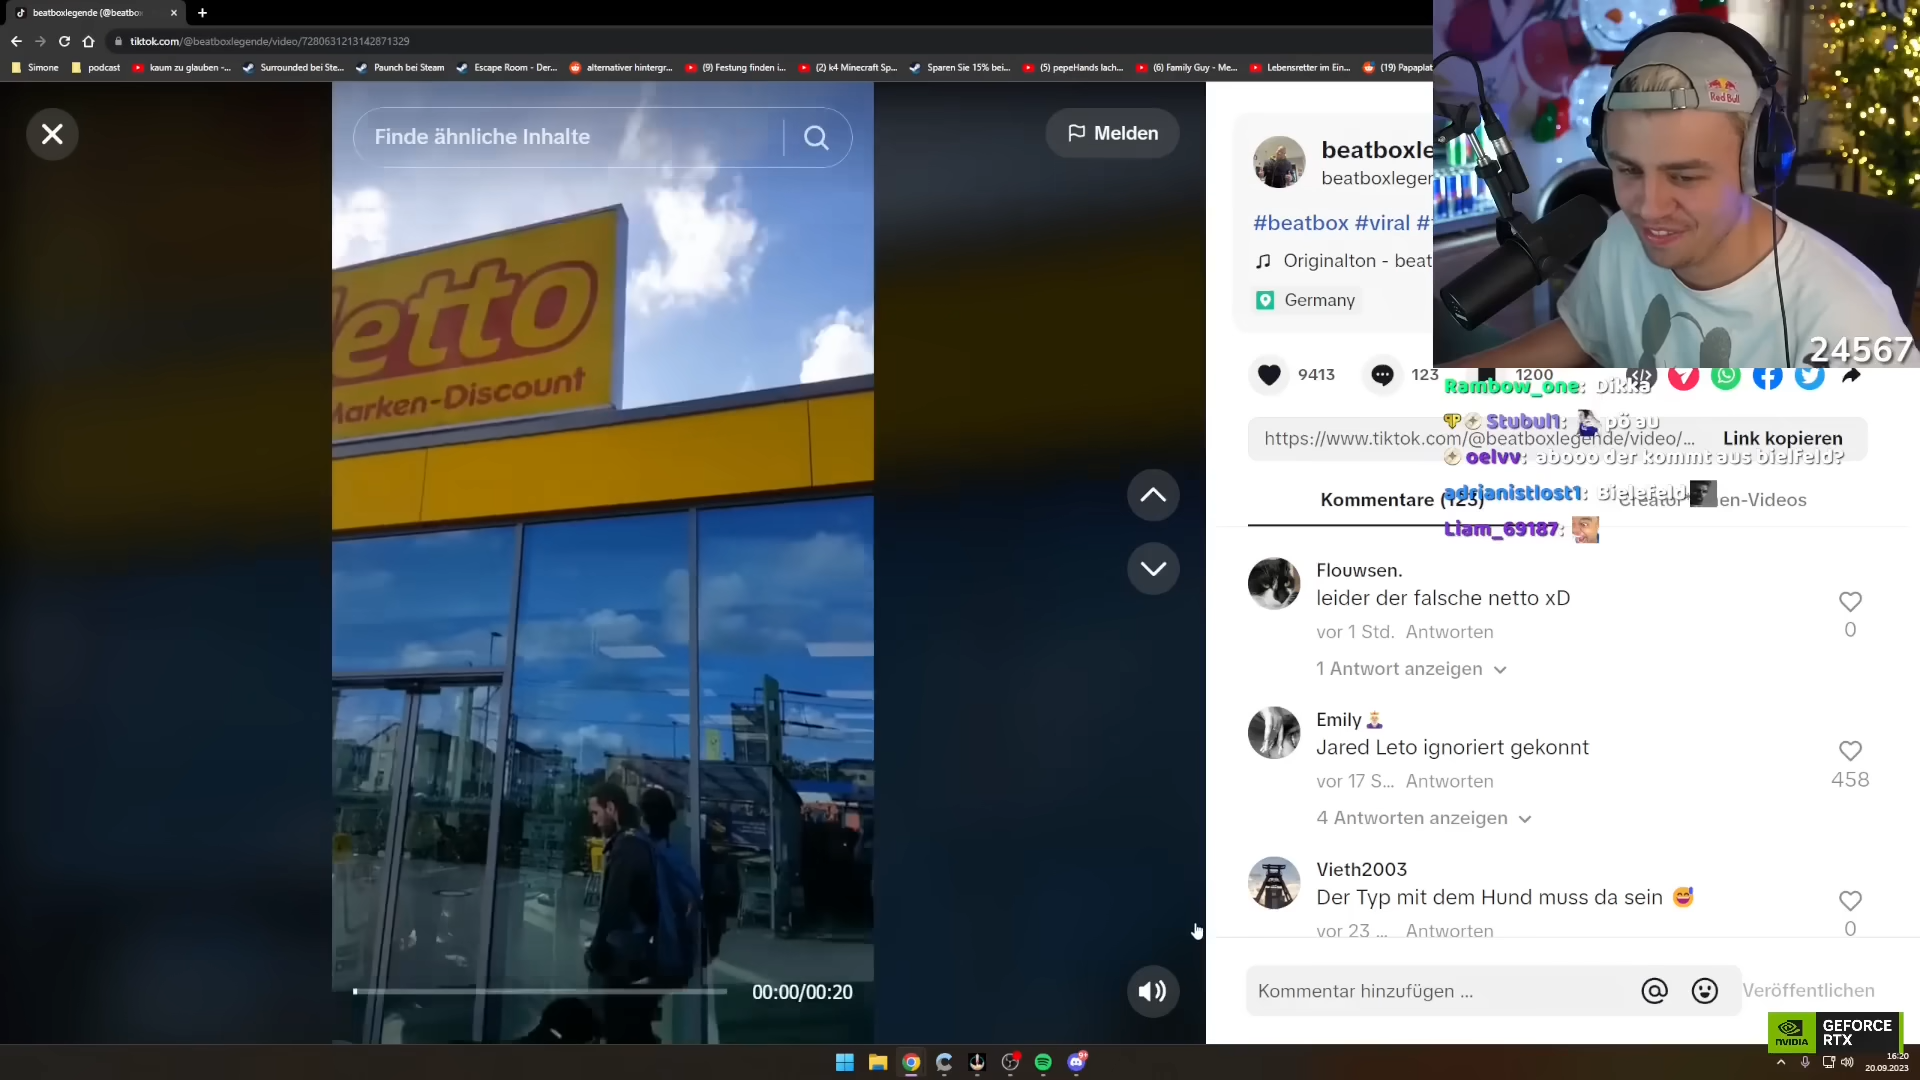 beatboxlegende (@beatbo
tiktok.com/@beatboxlegende/video/7280631213142871329
Simone
podcast
kaum zu glauben -...
Surrounded bei Ste...
Paunch bei Steam
Escape Room - Der...
alternativer hintergr...
(9) Festung finden i...
(2) k4 Minecraft Sp...
Sparen Sie 15% bei...
(5) pepeHands lach...
(6) Family Guy - Me...
Lebensretter im Ein...
(19) Papaplat
Finde ähnliche Inhalte
Melden
etto
Marken-Discount
00:00/00:20
Red Bull
24567
beatboxle
beatboxleger
#beatbox #viral #
Originalton - beat
Germany
9413
123
1200
Rambow_one: Dikka
Stubul1: pö au
https://www.tiktok.com/@beatboxlegende/video/...
Link kopieren
oelvv: abooo der kommt aus bielfeld?
adrianistlost1: Bielefeld
Kommentare (123)
en-Videos
Liam_69187:
Flouwsen.
leider der falsche netto xD
vor 1 Std. Antworten
0
1 Antwort anzeigen
Emily
Jared Leto ignoriert gekonnt
vor 17 S... Antworten
458
4 Antworten anzeigen
Vieth2003
Der Typ mit dem Hund muss da sein
vor 23 ... Antworten
0
Kommentar hinzufügen ...
Veröffentlichen
NVIDIA
GEFORCE
RTX
16:20
20.09.2023